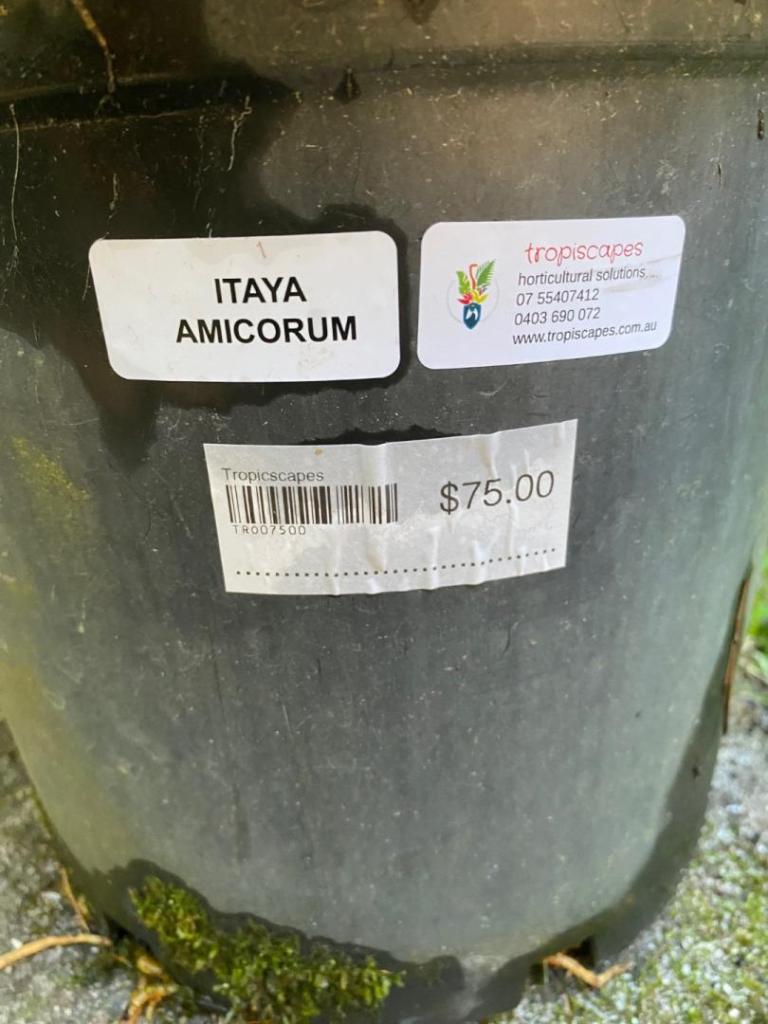 ITAYA
AMICORUM
tropiscapes
horticultural solutions
07 55407412
0403 690 072
www.tropiscapes.com.au
Tropicscapes
$75.00
TR007500